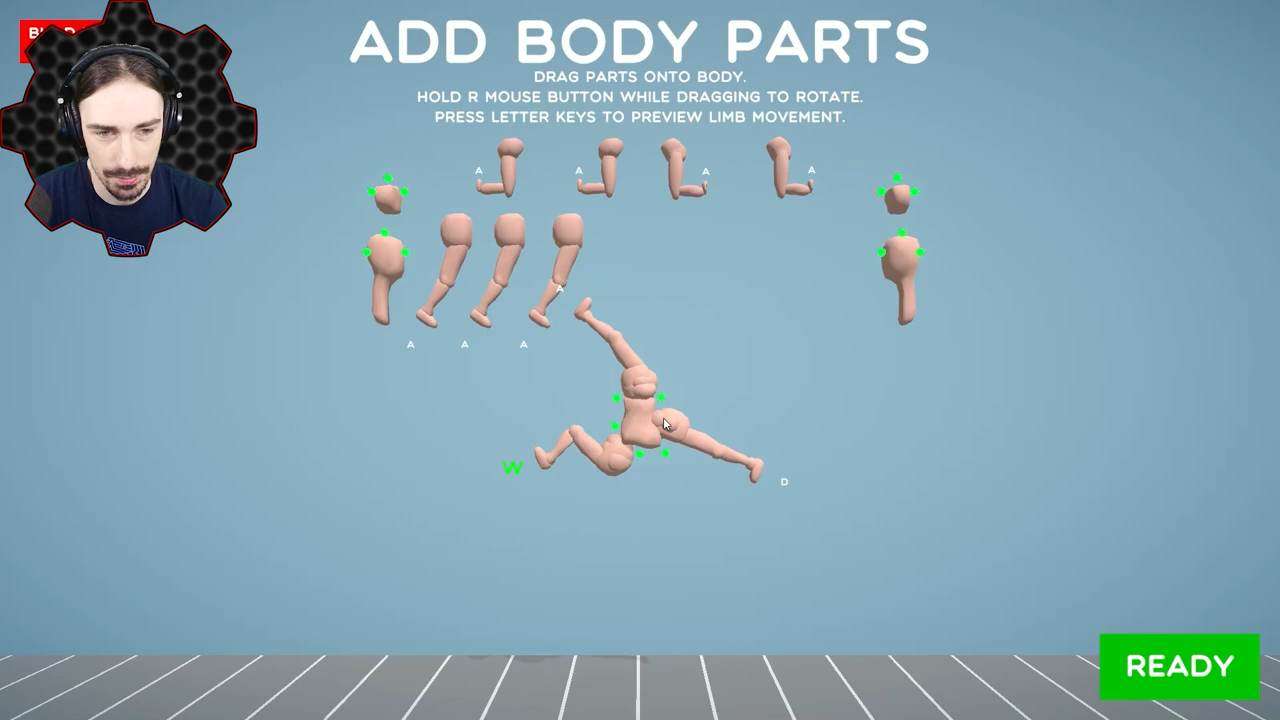 ADD BODY PARTS
DRAG PARTS ONTO BODY.
HOLD R MOUSE BUTTON WHILE DRAGGING TO ROTATE.
PRESS LETTER KEYS TO PREVIEW LIMB MOVEMENT.
A A A A
A
A A A
W
D
READY